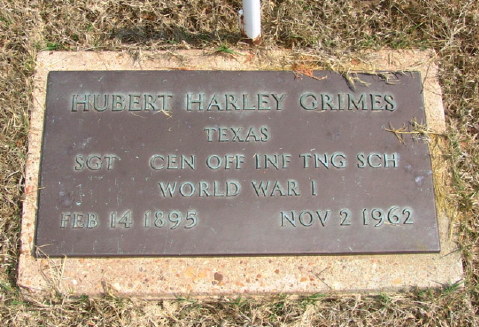 HUBERT HARLEY GRIMES
TEXAS
SGT CEN OFF INF TNG SCH
WORLD WAR I
FEB 14 1895 NOV 2 1962